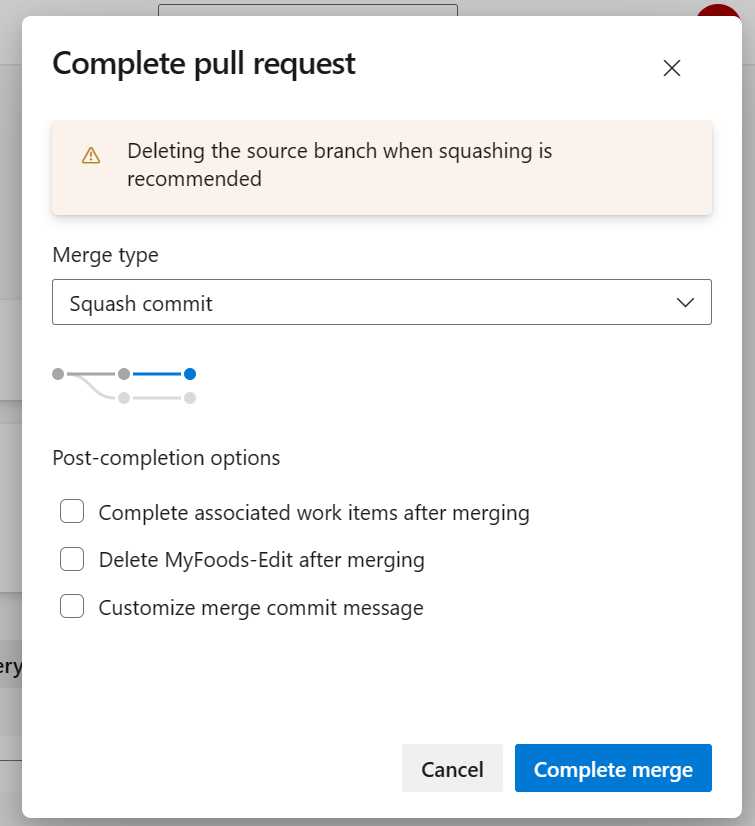 Complete pull request
Deleting the source branch when squashing is
recommended
Merge type
Squash commit
Post-completion options
Complete associated work items after merging
Delete MyFoods-Edit after merging
Customize merge commit message
ery
Cancel
Complete merge